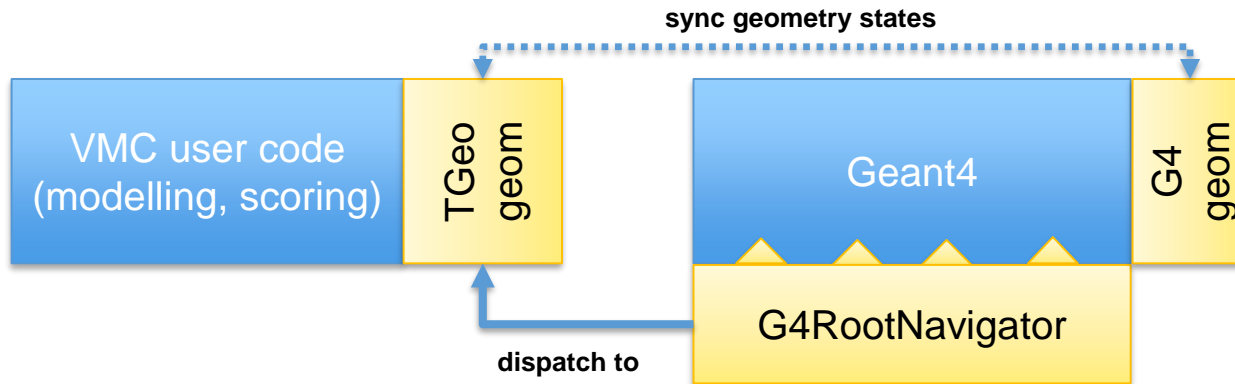 sync geometry states
VMC user code
(modelling, scoring)
TGeo
geom
Geant4
G4
geom
G4RootNavigator
dispatch to